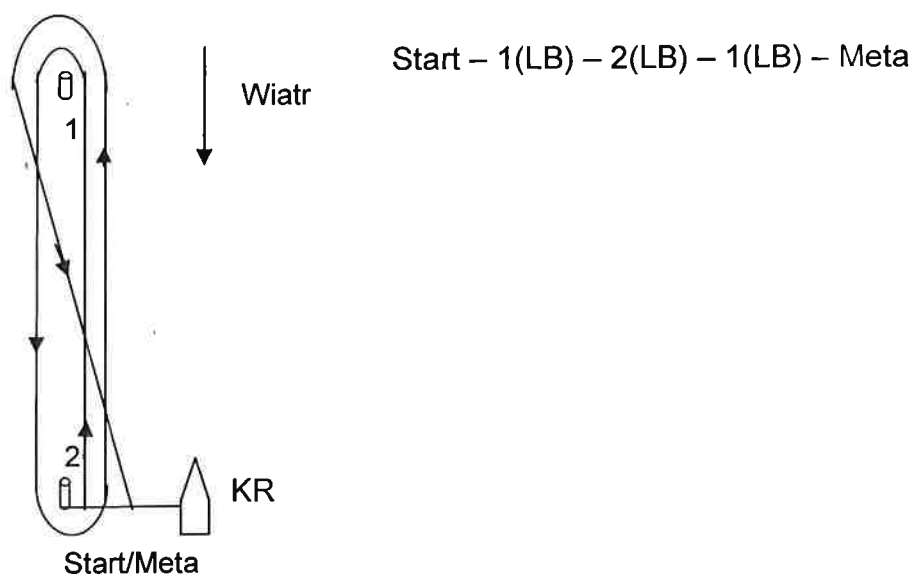 Start – 1(LB) – 2(LB) – 1(LB) – Meta
Wiatr
1
2
KR
Start/Meta